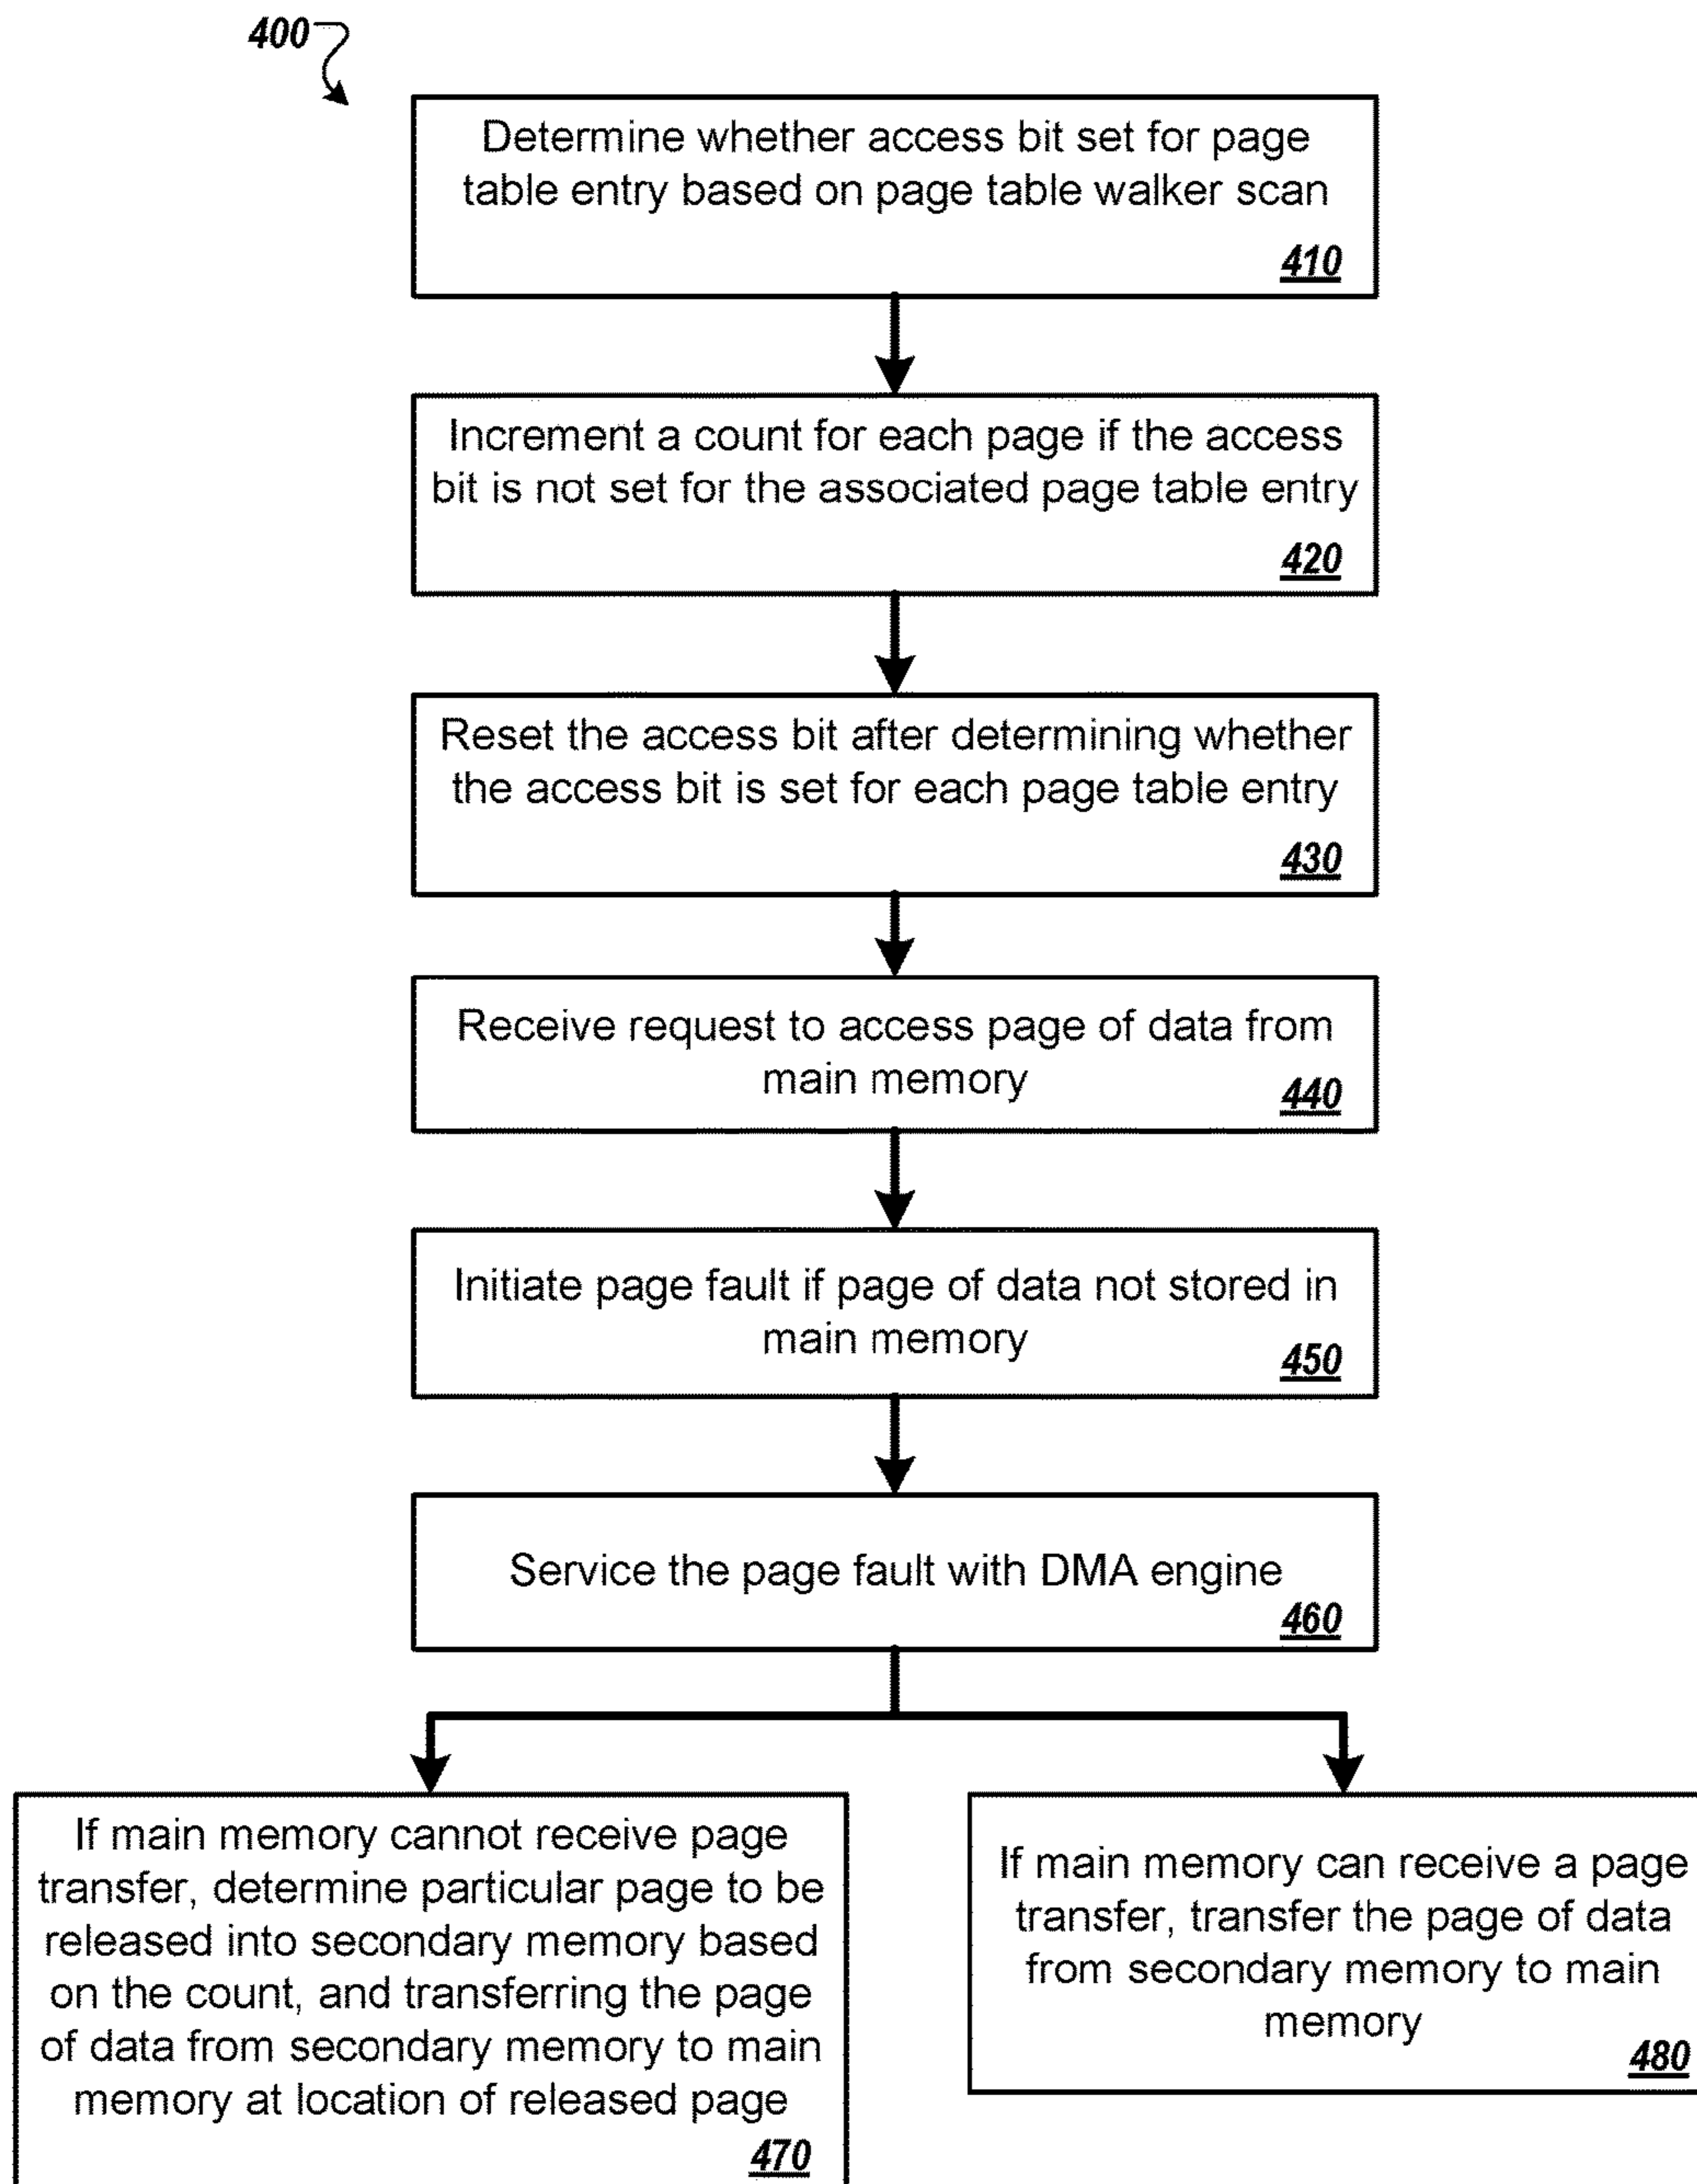 400
Determine whether access bit set for page
table entry based on page table walker scan
410
Increment a count for each page if the access
bit is not set for the associated page table entry
420
Reset the access bit after determining whether
the access bit is set for each page table entry
430
Receive request to access page of data from
main memory
440
Initiate page fault if page of data not stored in
main memory
450
Service the page fault with DMA engine
460
If main memory cannot receive page
transfer, determine particular page to be
released into secondary memory based
on the count, and transferring the page
of data from secondary memory to main
memory at location of released page
470
If main memory can receive a page
transfer, transfer the page of data
from secondary memory to main
memory
480